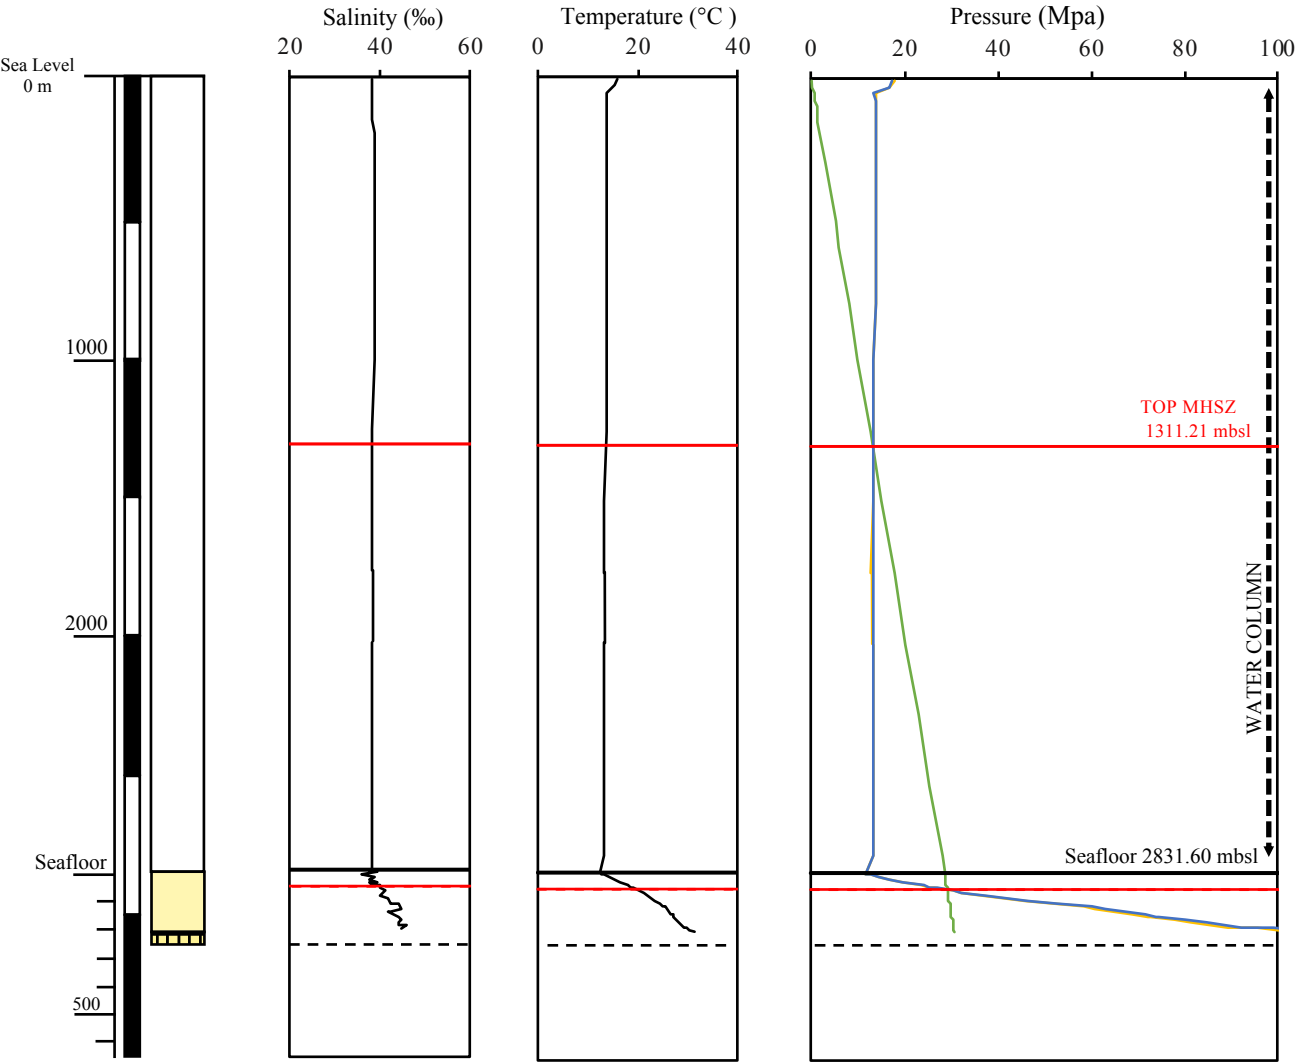 Salinity (‰)
20 40 60
Temperature (°C )
0 20 40
Pressure (Mpa)
0 20 40 60 80 100
Sea Level
0 m
1000
TOP MHSZ
1311.21 mbsl
2000
WATER COLUMN
Seafloor
Seafloor 2831.60 mbsl
500